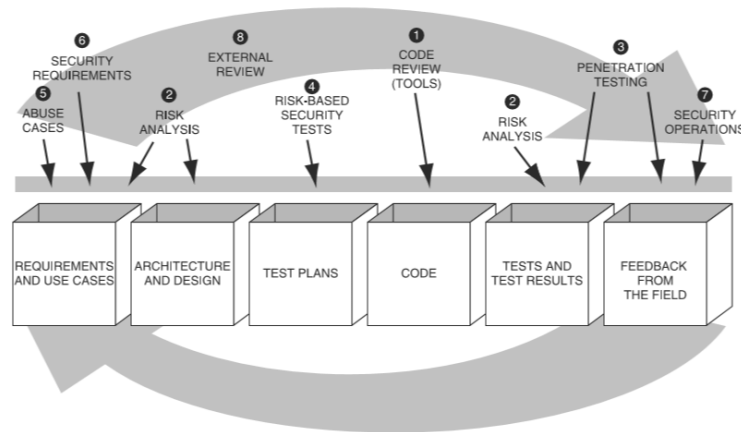 6
SECURITY
REQUIREMENTS
5
ABUSE
CASES
2
RISK
ANALYSIS
8
EXTERNAL
REVIEW
4
RISK-BASED
SECURITY
TESTS
1
CODE
REVIEW
(TOOLS)
2
RISK
ANALYSIS
3
PENETRATION
TESTING
7
SECURITY
OPERATIONS
REQUIREMENTS
AND USE CASES
ARCHITECTURE
AND DESIGN
TEST PLANS
CODE
TESTS AND
TEST RESULTS
FEEDBACK
FROM
THE FIELD